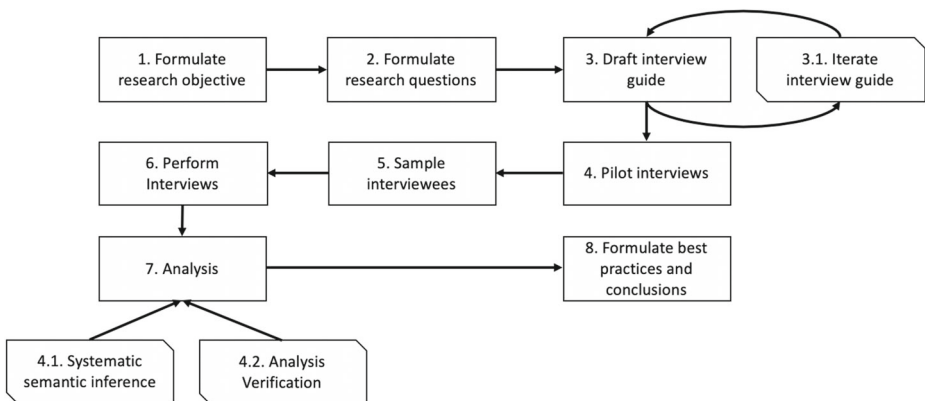 1. Formulate
research objective
2. Formulate
research questions
3. Draft interview
guide
3.1. Iterate
interview guide
6. Perform
Interviews
5. Sample
interviewees
4. Pilot interviews
7. Analysis
8. Formulate best
practices and
conclusions
4.1. Systematic
semantic inference
4.2. Analysis
Verification